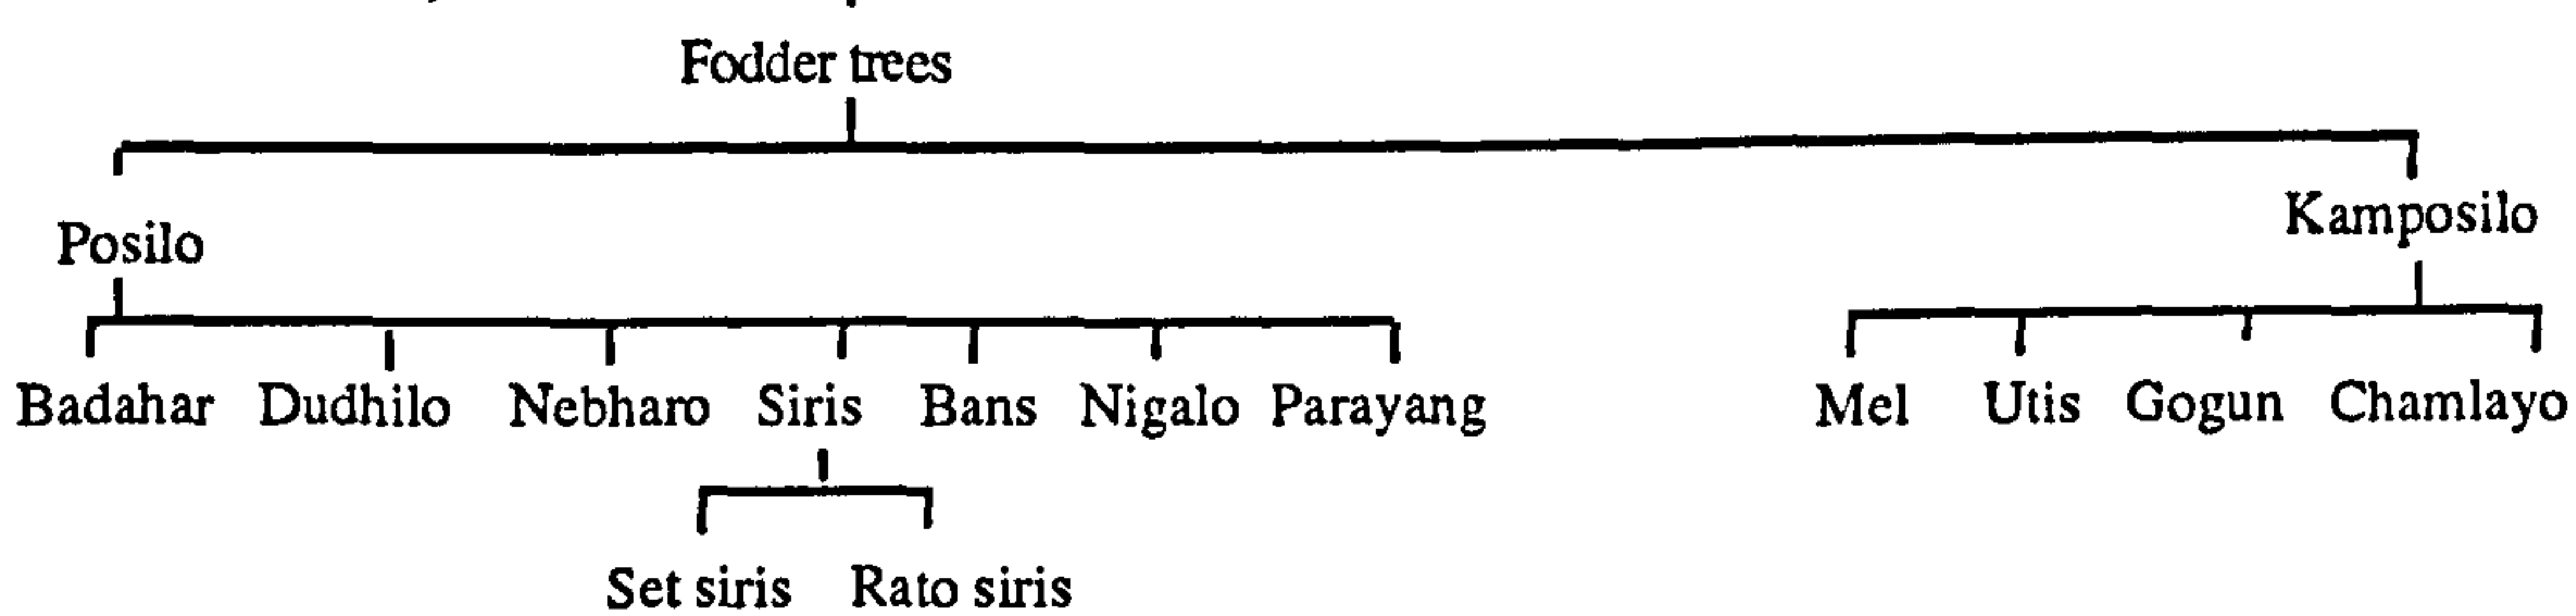 Fodder trees
Posilo Kamposilo
Badahar Dudhilo Nebharo Siris Bans Nigalo Parayang Mel Utis Gogun Chamlayo
Set siris Rato siris